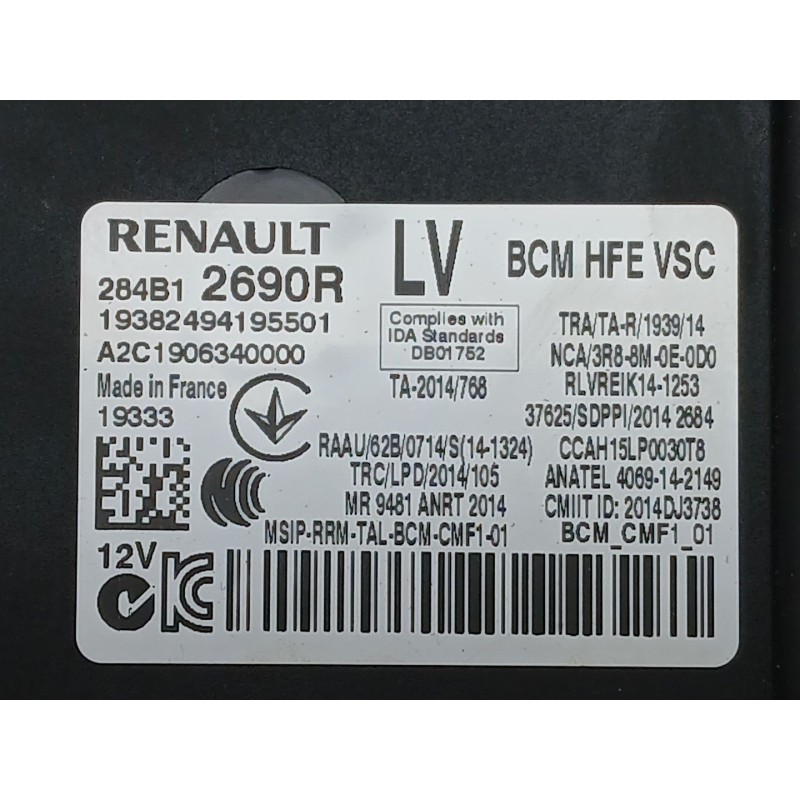 RENAULT
284B1 2690R
19382494195501
A2C1906340000
Made in France
19333
LV
BCM HFE VSC
Complies with
IDA Standards
DB01752
TA-2014/768
TRA/TA-R/1939/14
NCA/3R8-8M-0E-0D0
RLVREIK14-1253
37625/SDPPI/2014 2684
RAAU/62B/0714/S(14-1324)
CCAH15LP0030T8
TRC/LPD/2014/105
ANATEL 4069-14-2149
MR 9481 ANRT 2014
CMIIT ID: 2014DJ3738
MSIP-RRM-TAL-BCM-CMF1-01
BCM_CMF1_01
12V